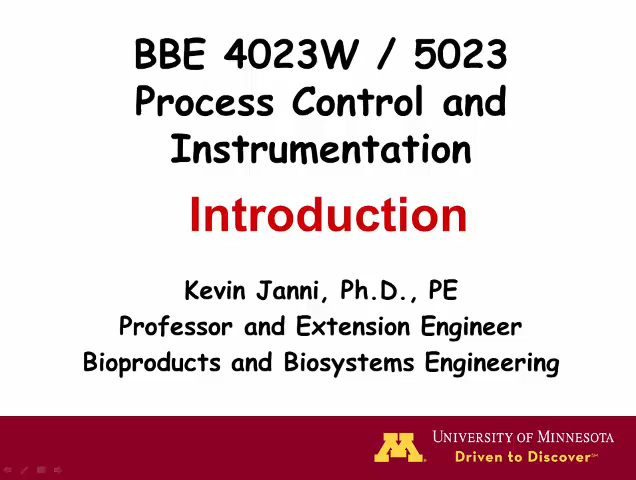 BBE 4023W / 5023
Process Control and
Instrumentation
Introduction
Kevin Janni, Ph.D., PE
Professor and Extension Engineer
Bioproducts and Biosystems Engineering
M
UNIVERSITY OF MINNESOTA
Driven to Discover℠